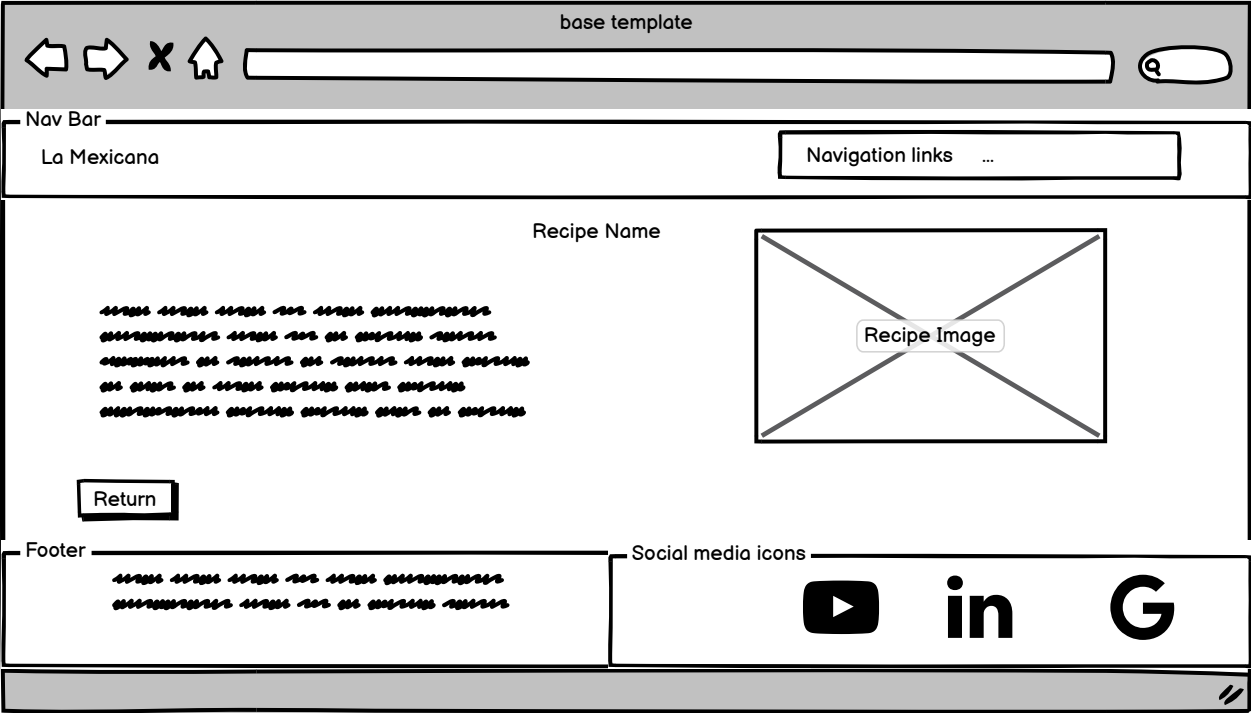 base template
Nav Bar
La Mexicana
Navigation links ...
Recipe Name
Recipe Image
Return
Footer
Social media icons
in
G